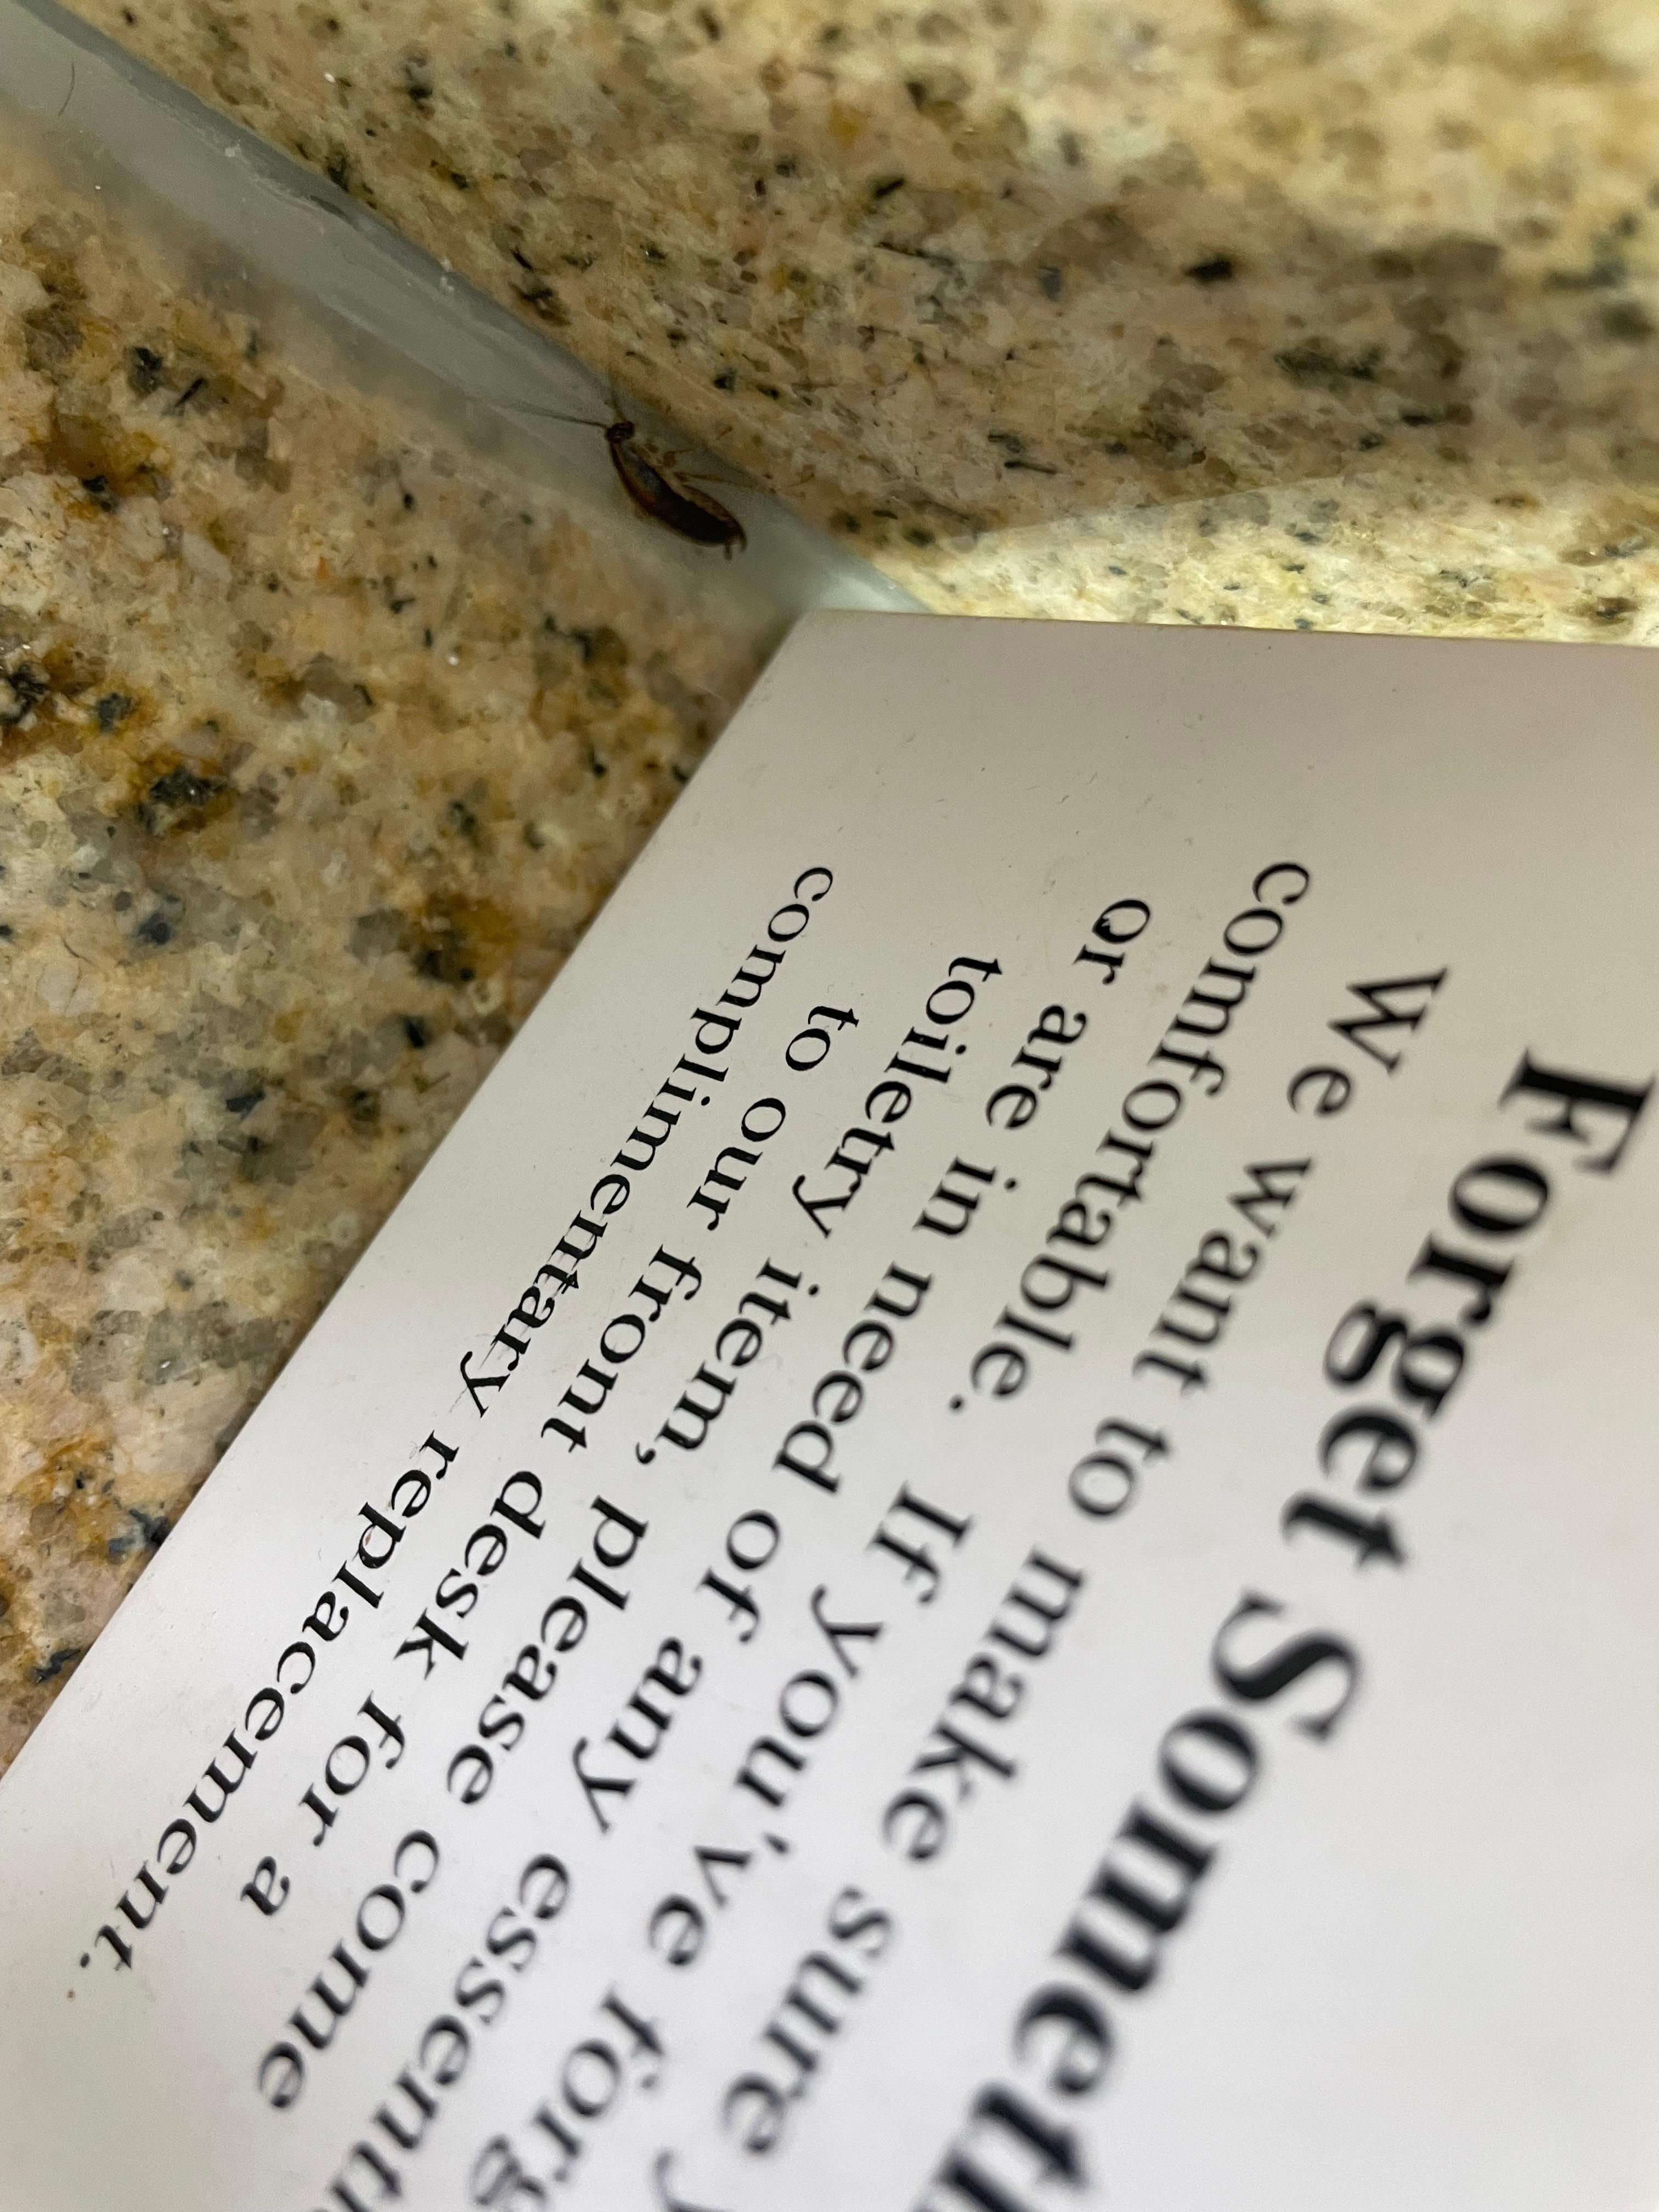 Forget Somet
We want to make sure y
comfortable. If you've forg
or are in need of any essenti
toiletry item, please come
to our front desk for a
complimentary replacement.